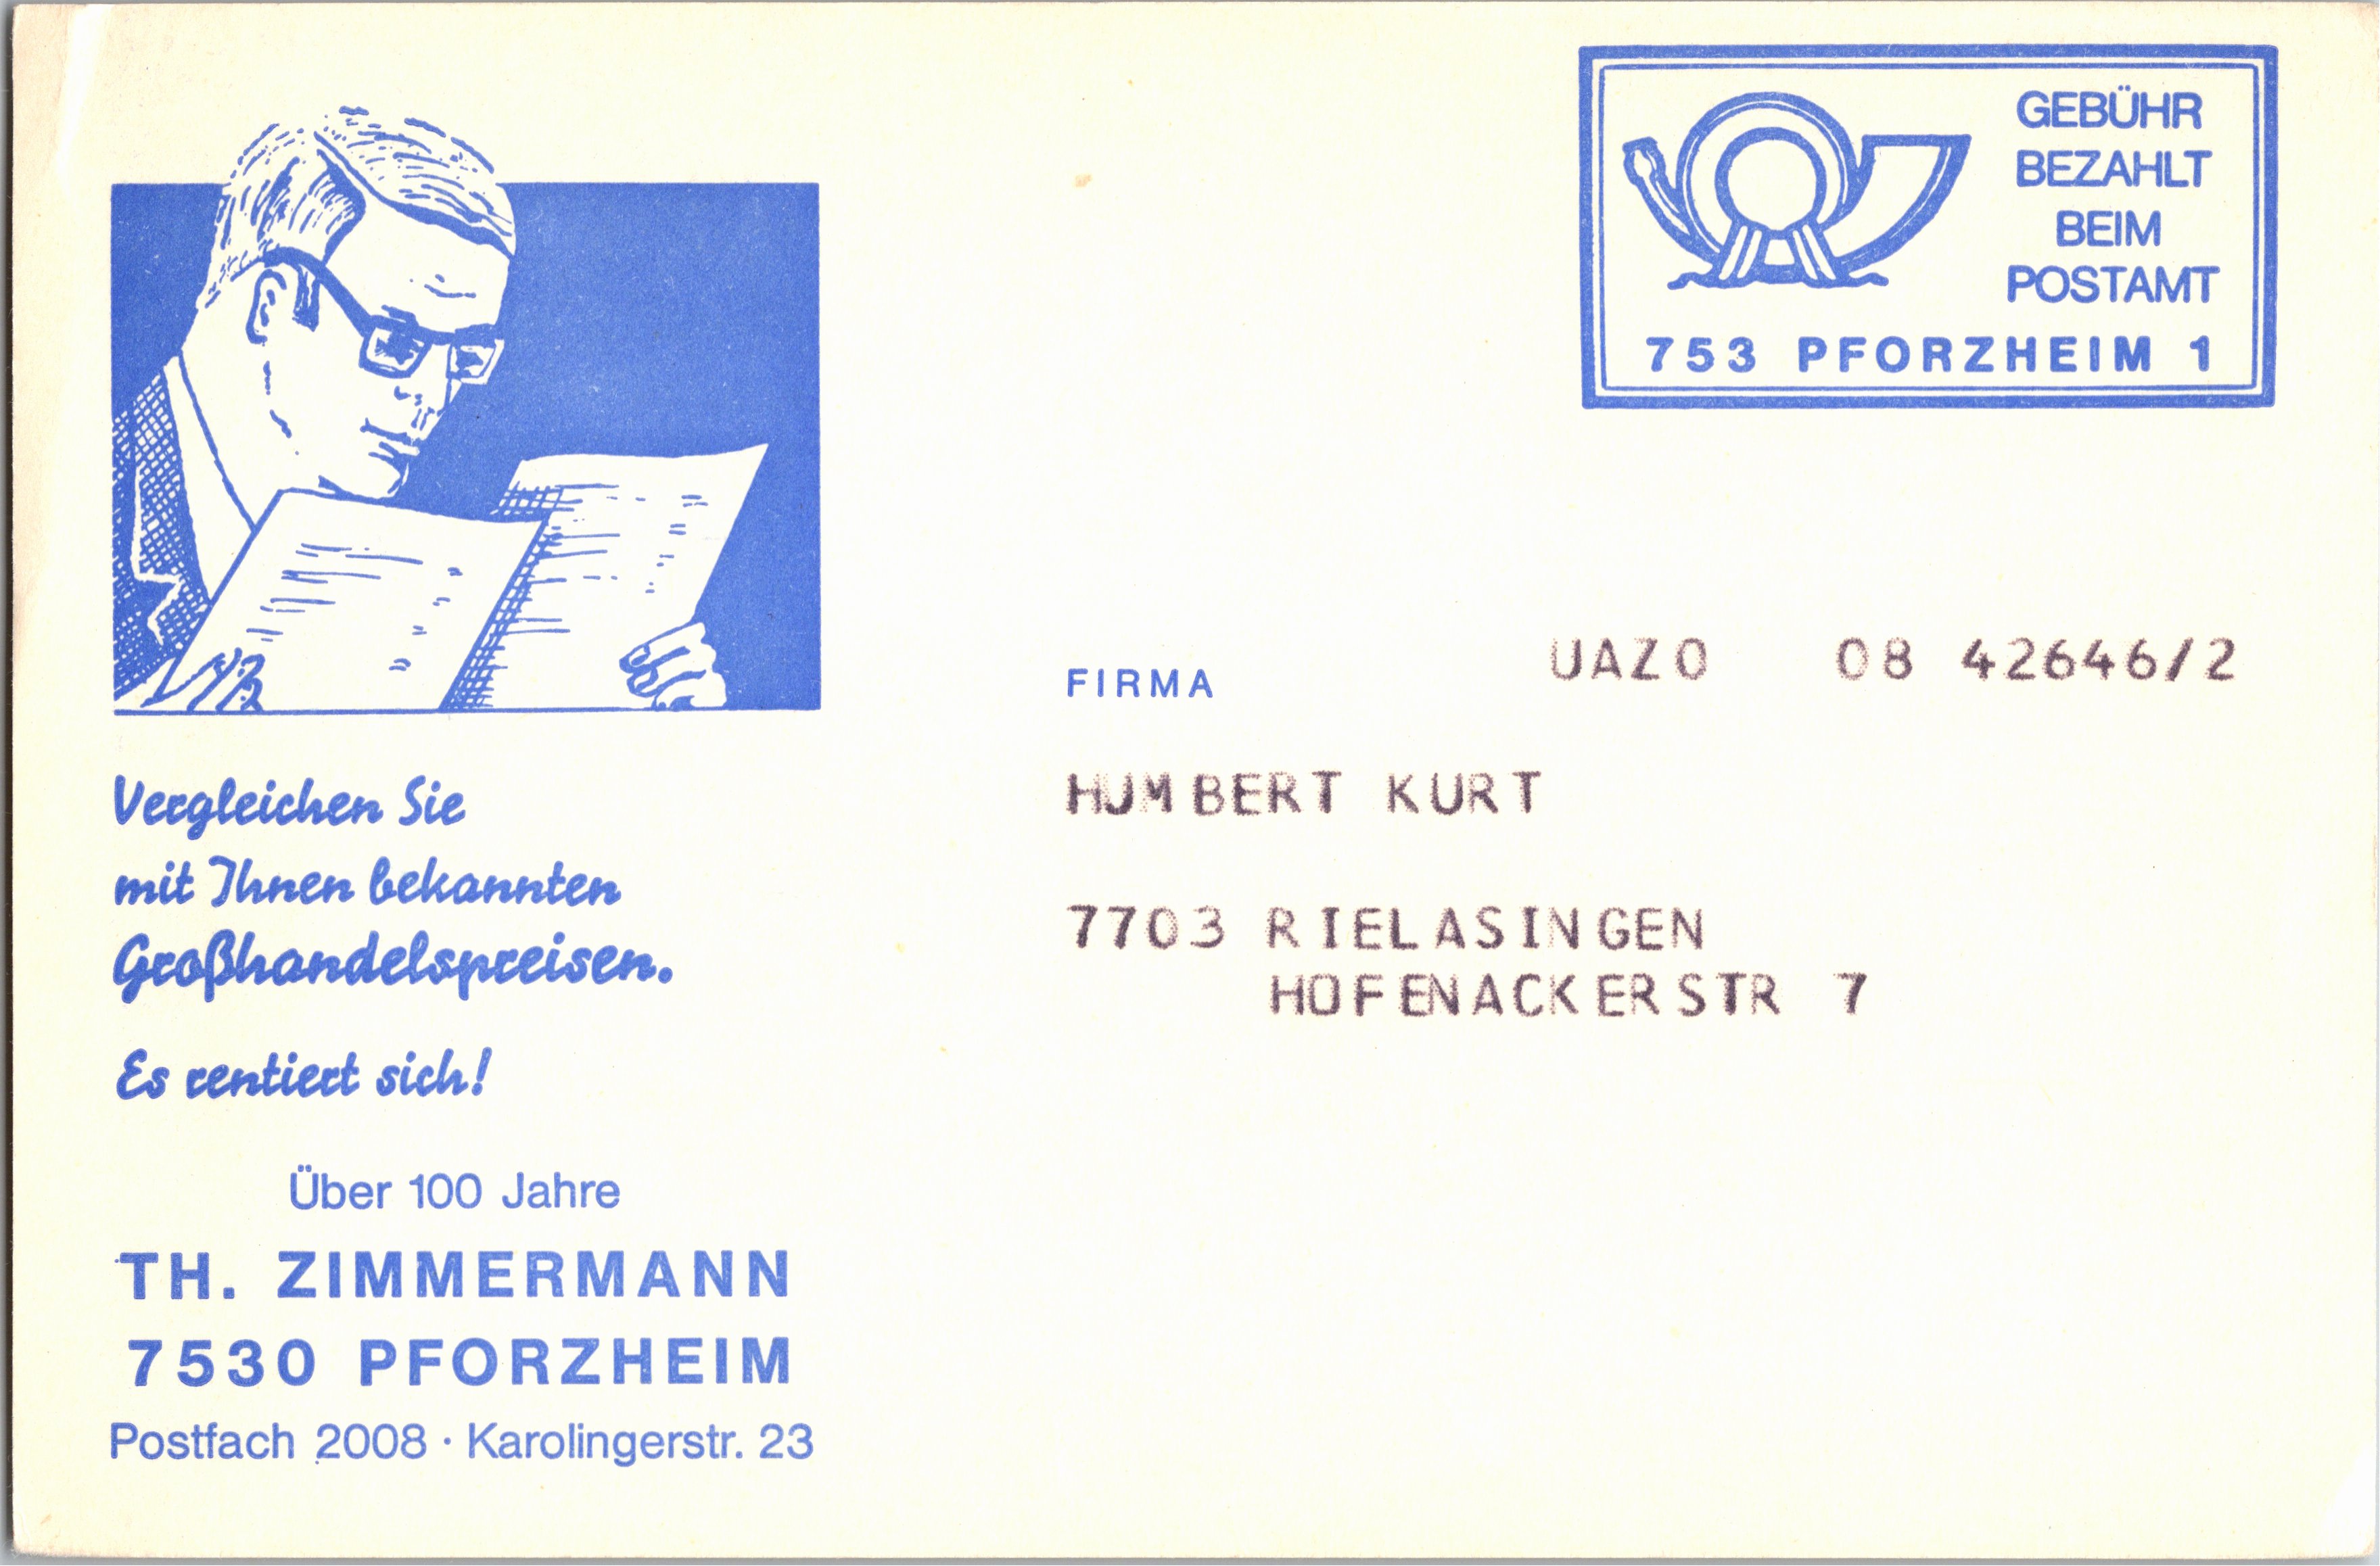 GEBÜHR
BEZAHLT
BEIM
POSTAMT
753 PFORZHEIM 1
UAZO 08 42646/2
FIRMA
HUMBERT KURT
7703 RIELASINGEN
HOFENACKERSTR 7
Vergleichen Sie
mit Ihnen bekannten
Großhandelspreisen.
Es rentiert sich!
Über 100 Jahre
TH. ZIMMERMANN
7530 PFORZHEIM
Postfach 2008 · Karolingerstr. 23